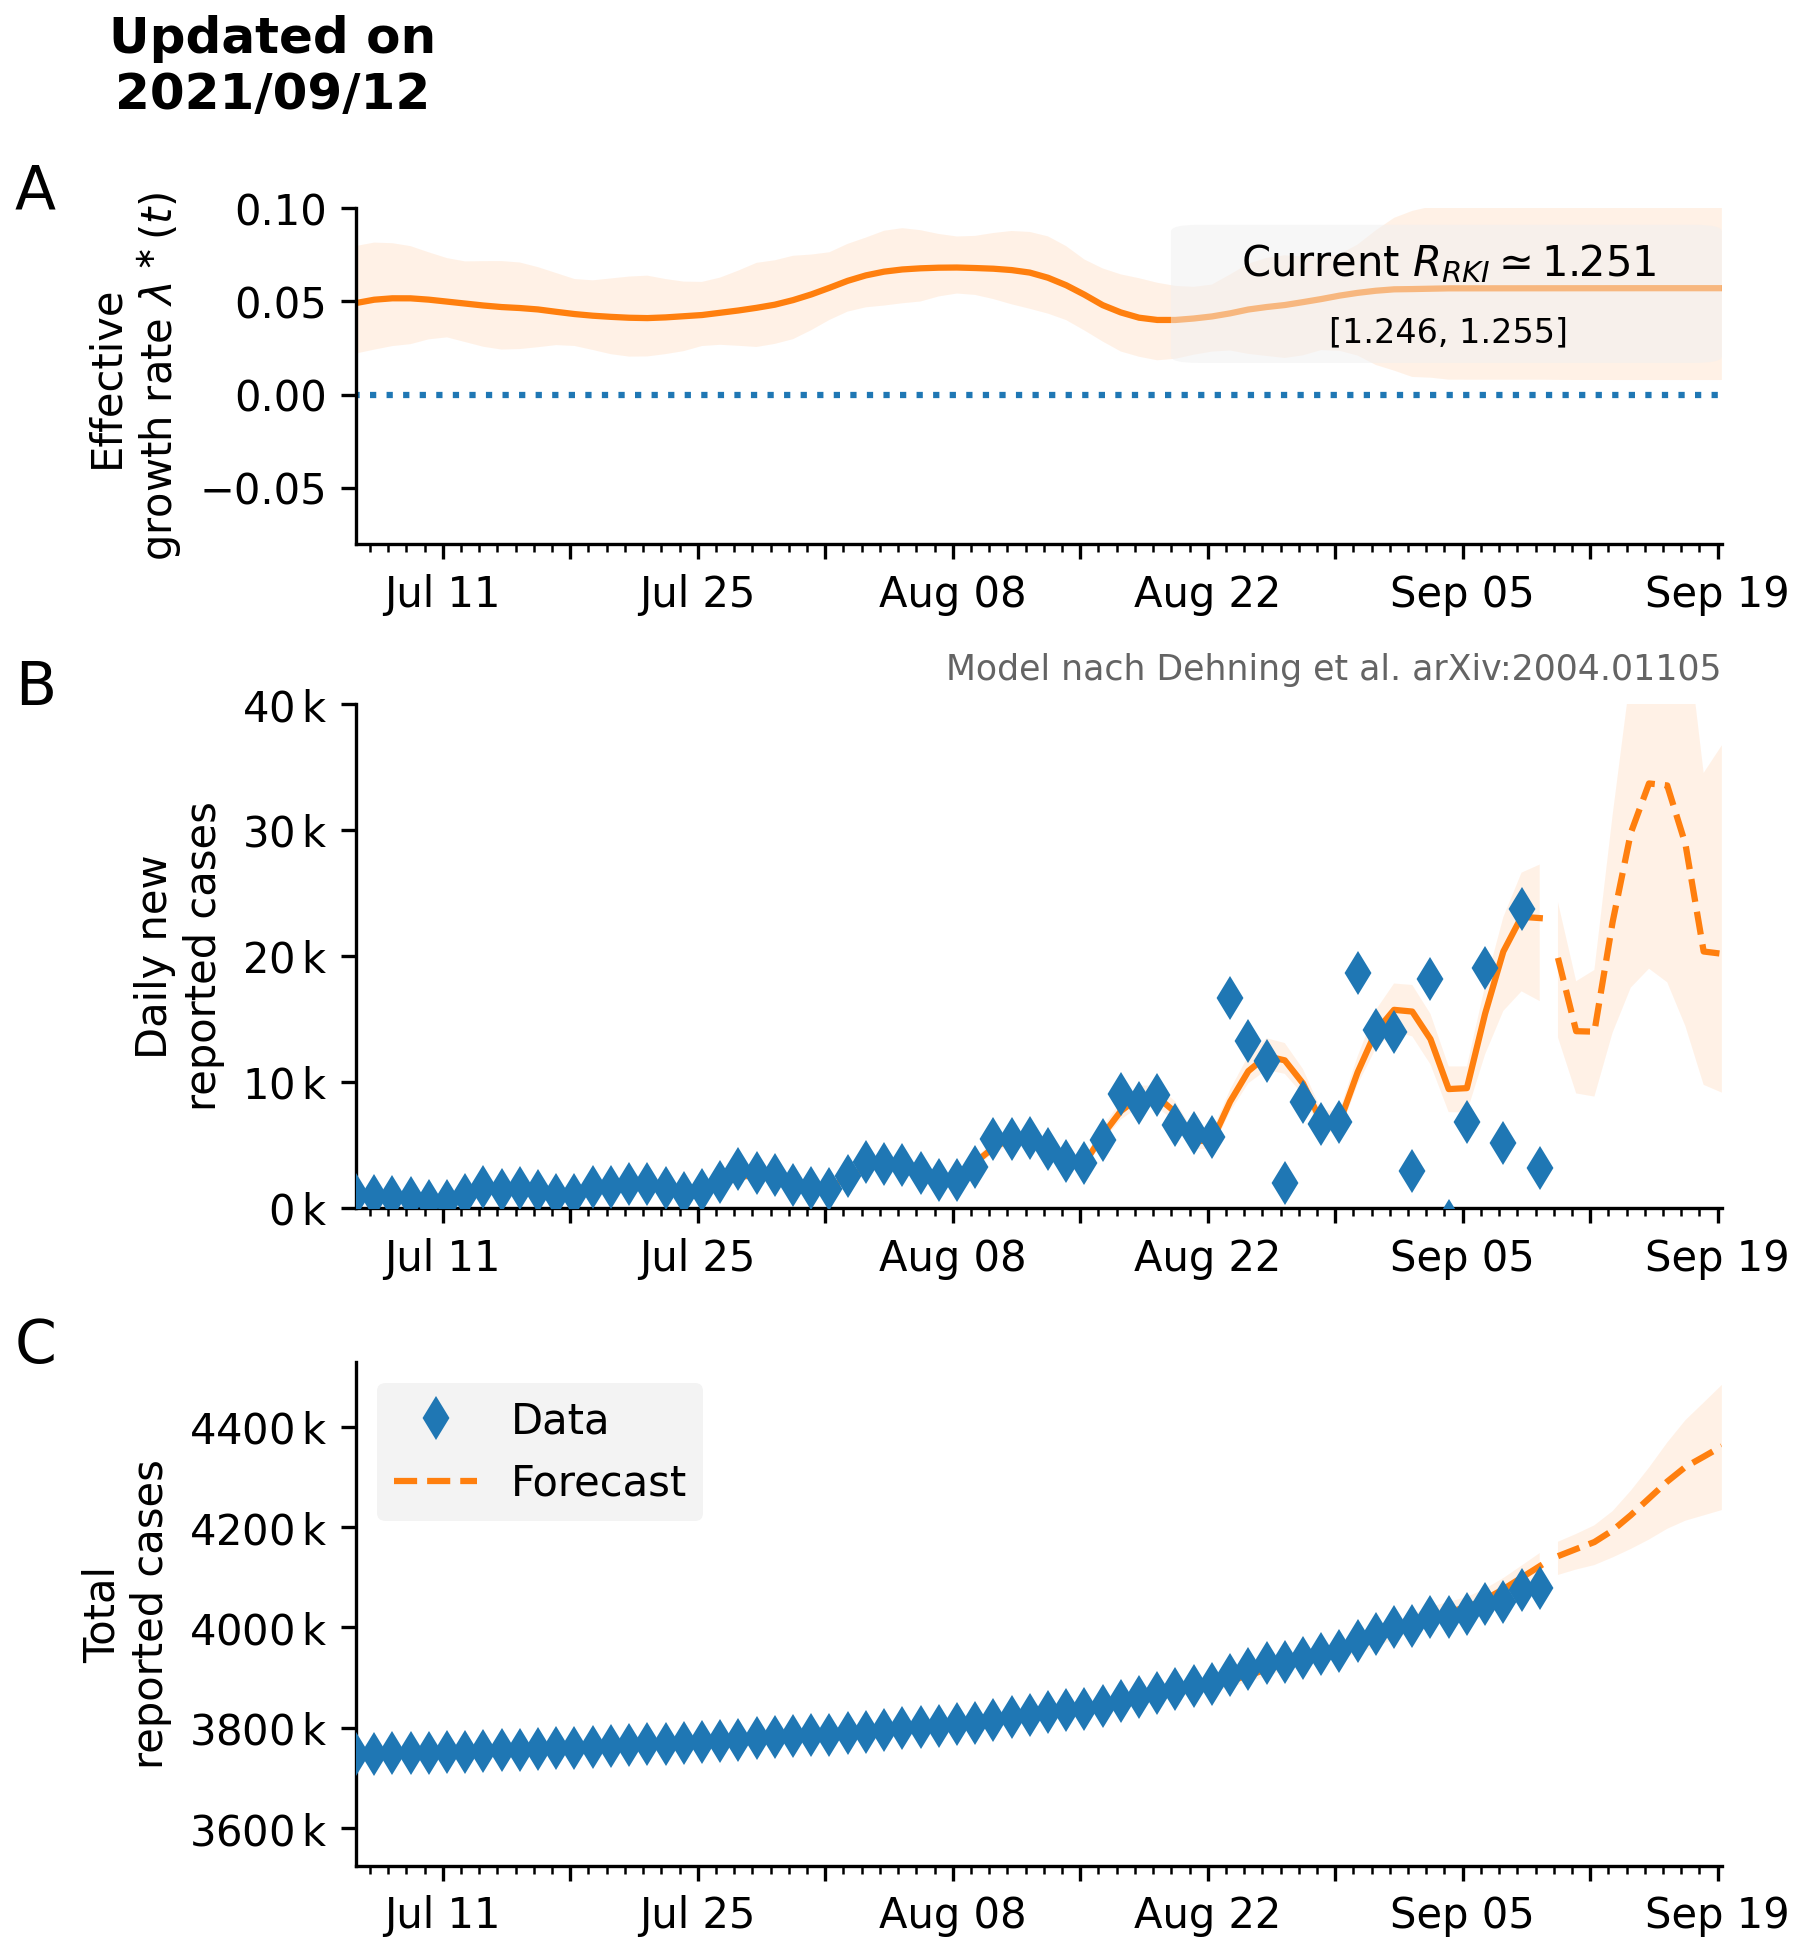 Updated on
2021/09/12
A
Effective
growth rate λ * (t)
0.10
0.05
0.00
−0.05
Current R_RKI ≃ 1.251
[1.246, 1.255]
Jul 11
Jul 25
Aug 08
Aug 22
Sep 05
Sep 19
B
Model nach Dehning et al. arXiv:2004.01105
Daily new
reported cases
40 k
30 k
20 k
10 k
0 k
Jul 11
Jul 25
Aug 08
Aug 22
Sep 05
Sep 19
C
Total
reported cases
4400 k
4200 k
4000 k
3800 k
3600 k
Data
Forecast
Jul 11
Jul 25
Aug 08
Aug 22
Sep 05
Sep 19